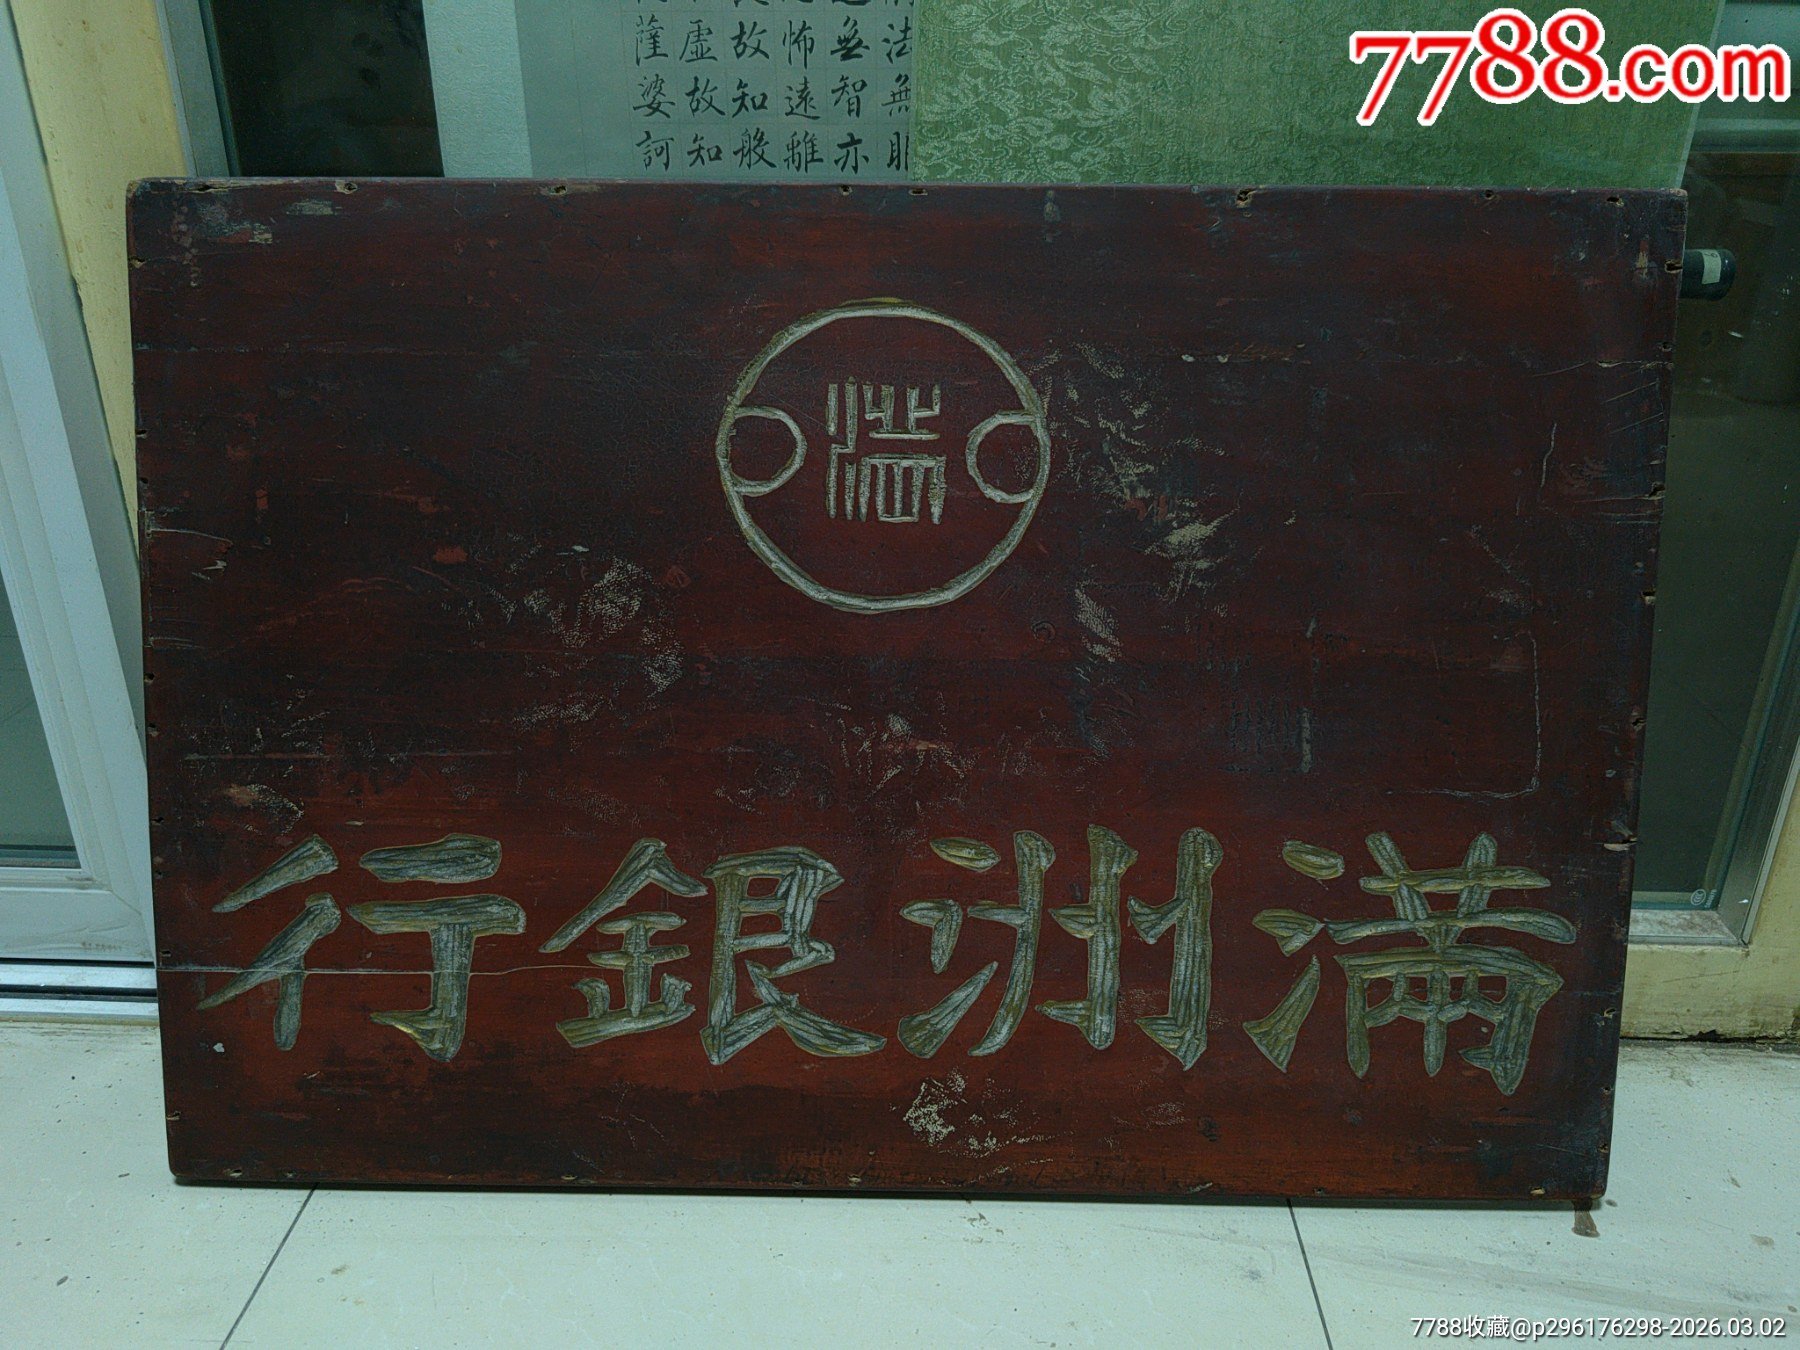 7788.com
法無
無智亦
怖遠離
故知般
虛故知
薩婆訶
滿
滿洲銀行
7788收藏@p296176298-2026.03.02